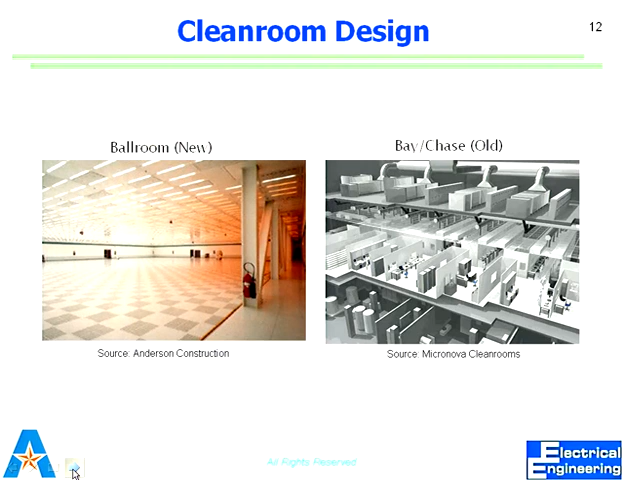 Cleanroom Design
12
Ballroom (New)
Bay/Chase (Old)
Source: Anderson Construction
Source: Micronova Cleanrooms
All Rights Reserved
Electrical
Engineering